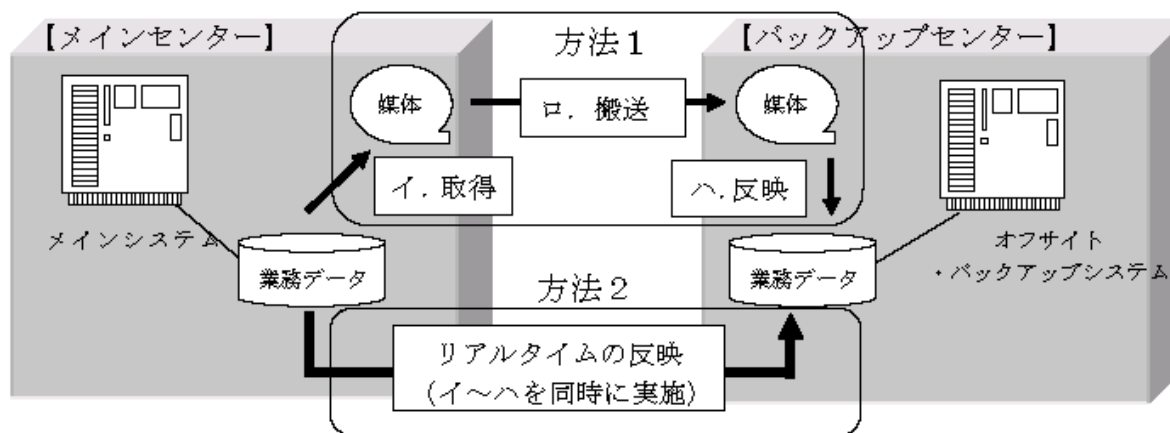 【メインセンター】
方法１
【バックアップセンター】
媒体
ロ．搬送
媒体
イ．取得
ハ．反映
メインシステム
オフサイト
・バックアップシステム
業務データ
業務データ
方法２
リアルタイムの反映
(イ～ハを同時に実施)